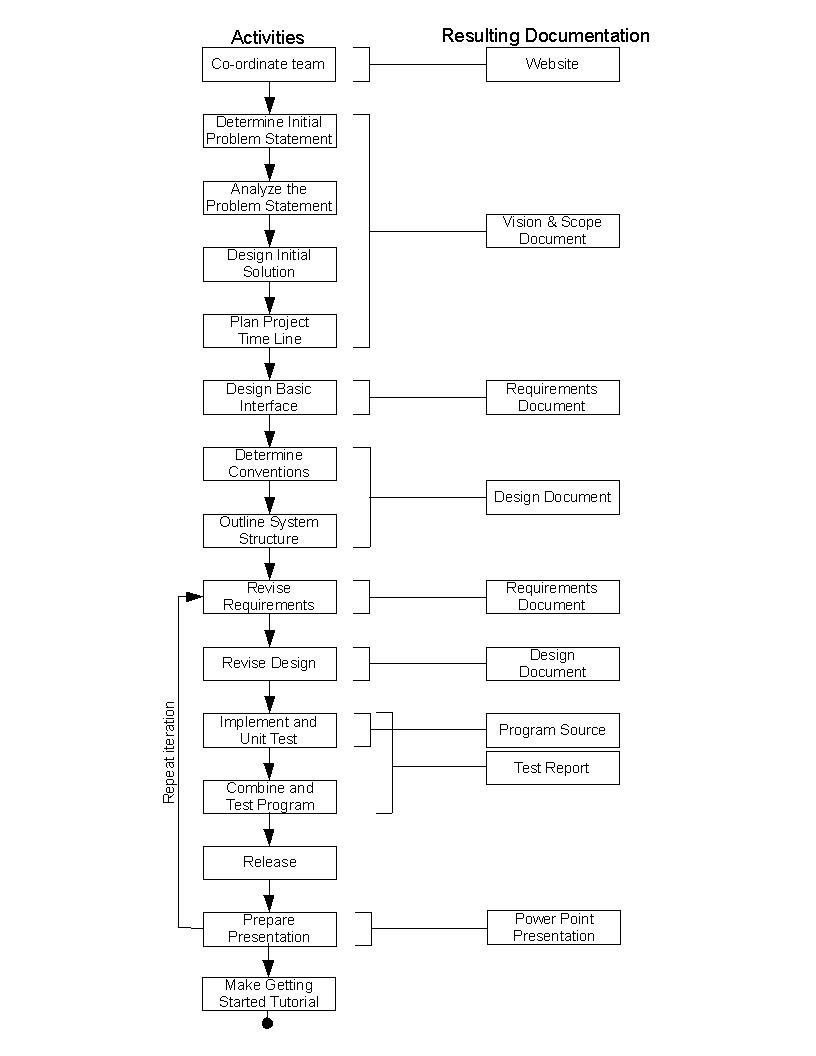 Activities
Resulting Documentation
Co-ordinate team
Website
Determine Initial
Problem Statement
Analyze the
Problem Statement
Vision & Scope
Document
Design Initial
Solution
Plan Project
Time Line
Design Basic
Interface
Requirements
Document
Determine
Conventions
Design Document
Outline System
Structure
Revise
Requirements
Requirements
Document
Revise Design
Design
Document
Repeat iteration
Implement and
Unit Test
Program Source
Test Report
Combine and
Test Program
Release
Prepare
Presentation
Power Point
Presentation
Make Getting
Started Tutorial